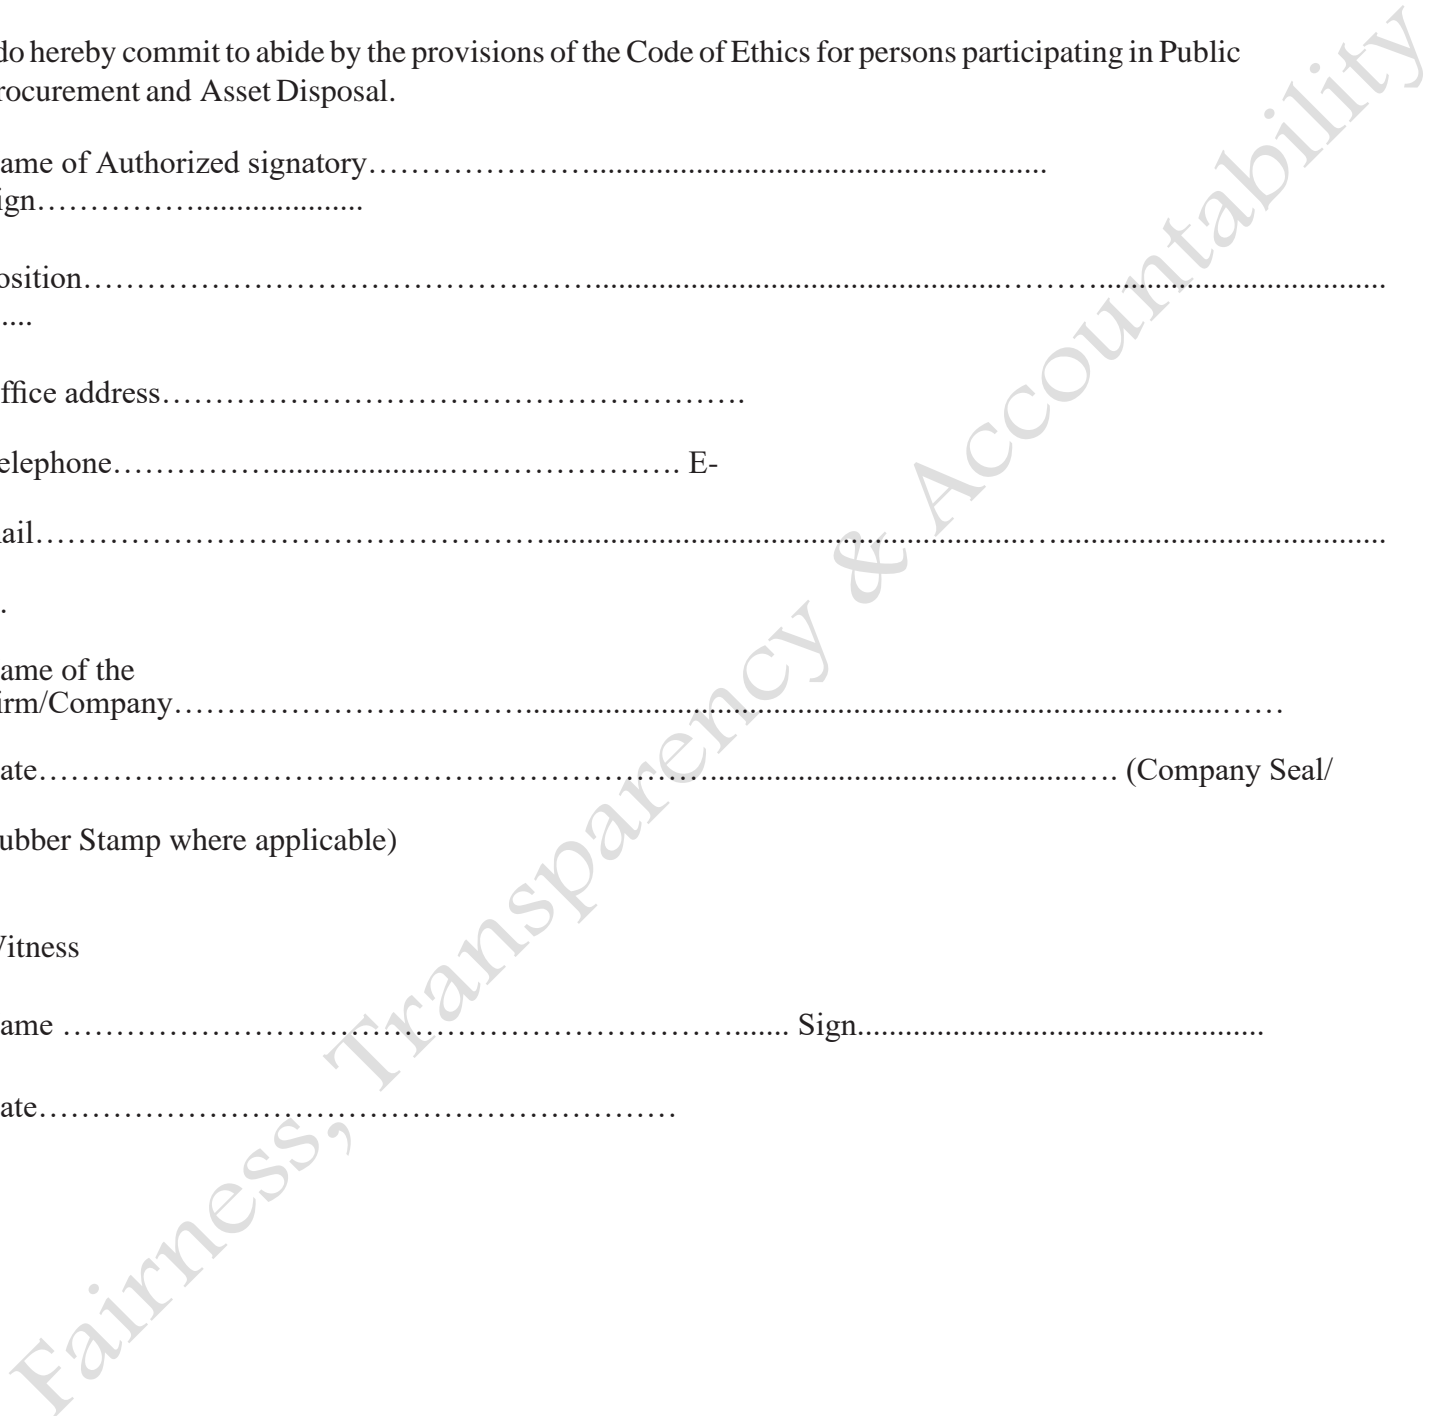 do hereby commit to abide by the provisions of the Code of Ethics for persons participating in Public
rocurement and Asset Disposal.
ame of Authorized signatory…………………..........................................................
ign……………......................
osition…………………………………………......................................................……….......................................
.....
ffice address……………………………………………….
elephone……………........................…………………. E-
ail…………………………………………...............................................................…............................................
.
ame of the
irm/Company……………………………..........................................................................................……
ate………………………………………………………..................................................…. (Company Seal/
ubber Stamp where applicable)
Vitness
ame ………………………………………………………....... Sign....................................................
ate……………………………………………………
Fairness, Transparency & Accountability